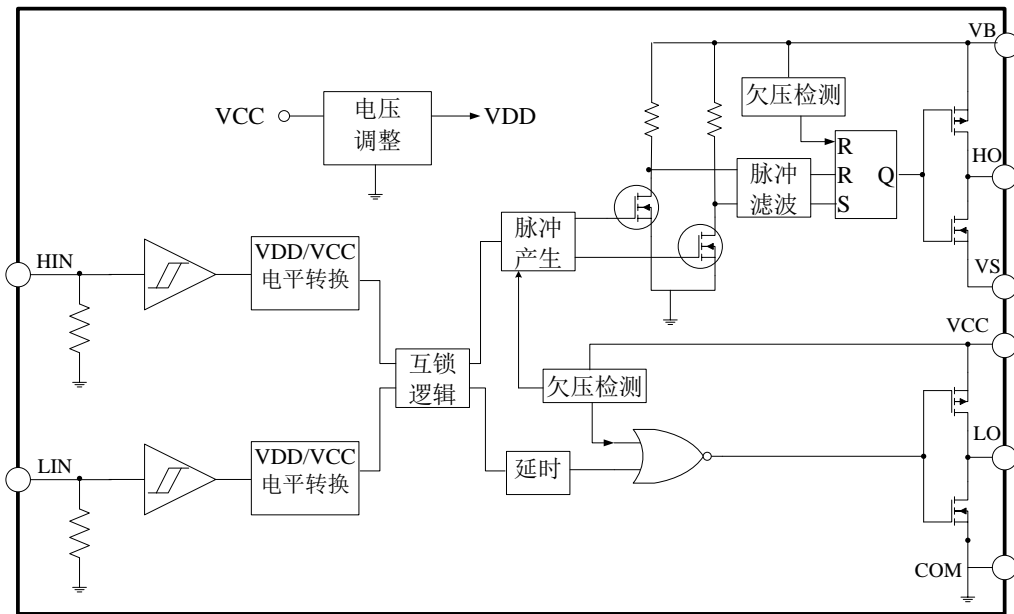 VB
欠压检测
VCC
电压
调整
VDD
R
R
S
Q
HO
脉冲
滤波
脉冲
产生
HIN
VDD/VCC
电平转换
VS
VCC
互锁
逻辑
欠压检测
LIN
VDD/VCC
电平转换
延时
LO
COM